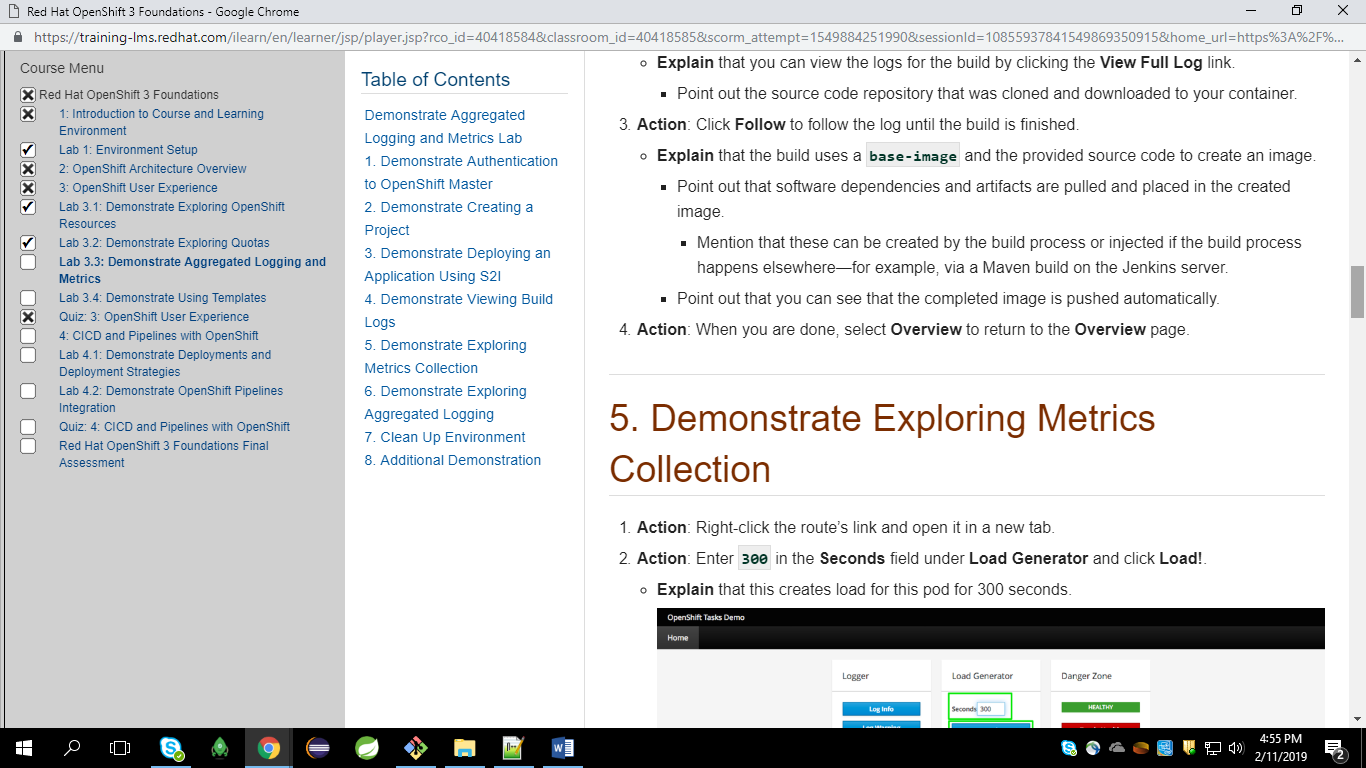 Red Hat OpenShift 3 Foundations - Google Chrome
https://training-lms.redhat.com/ilearn/en/learner/jsp/player.jsp?rco_id=40418584&classroom_id=40418585&scorm_attempt=1549884251990&sessionId=10855937841549869350915&home_url=https%3A%2F%...
Course Menu
Red Hat OpenShift 3 Foundations
1: Introduction to Course and Learning
Environment
Lab 1: Environment Setup
2: OpenShift Architecture Overview
3: OpenShift User Experience
Lab 3.1: Demonstrate Exploring OpenShift
Resources
Lab 3.2: Demonstrate Exploring Quotas
Lab 3.3: Demonstrate Aggregated Logging and
Metrics
Lab 3.4: Demonstrate Using Templates
Quiz: 3: OpenShift User Experience
4: CICD and Pipelines with OpenShift
Lab 4.1: Demonstrate Deployments and
Deployment Strategies
Lab 4.2: Demonstrate OpenShift Pipelines
Integration
Quiz: 4: CICD and Pipelines with OpenShift
Red Hat OpenShift 3 Foundations Final
Assessment
Table of Contents
Demonstrate Aggregated
Logging and Metrics Lab
1. Demonstrate Authentication
to OpenShift Master
2. Demonstrate Creating a
Project
3. Demonstrate Deploying an
Application Using S2I
4. Demonstrate Viewing Build
Logs
5. Demonstrate Exploring
Metrics Collection
6. Demonstrate Exploring
Aggregated Logging
7. Clean Up Environment
8. Additional Demonstration
Explain that you can view the logs for the build by clicking the View Full Log link.
Point out the source code repository that was cloned and downloaded to your container.
3. Action: Click Follow to follow the log until the build is finished.
Explain that the build uses a base-image and the provided source code to create an image.
Point out that software dependencies and artifacts are pulled and placed in the created
image.
Mention that these can be created by the build process or injected if the build process
happens elsewhere—for example, via a Maven build on the Jenkins server.
Point out that you can see that the completed image is pushed automatically.
4. Action: When you are done, select Overview to return to the Overview page.
5. Demonstrate Exploring Metrics
Collection
1. Action: Right-click the route’s link and open it in a new tab.
2. Action: Enter 300 in the Seconds field under Load Generator and click Load!.
Explain that this creates load for this pod for 300 seconds.
OpenShift Tasks Demo
Home
Logger
Load Generator
Danger Zone
Log Info
Seconds 300
HEALTHY
4:55 PM
2/11/2019
2